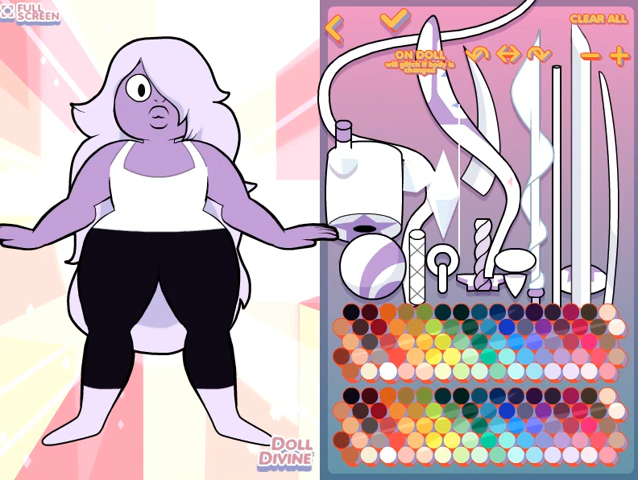 FULL
SCREEN
CLEAR ALL
ON DOLL
will glitch if body is
changed
DOLL
DIVINE